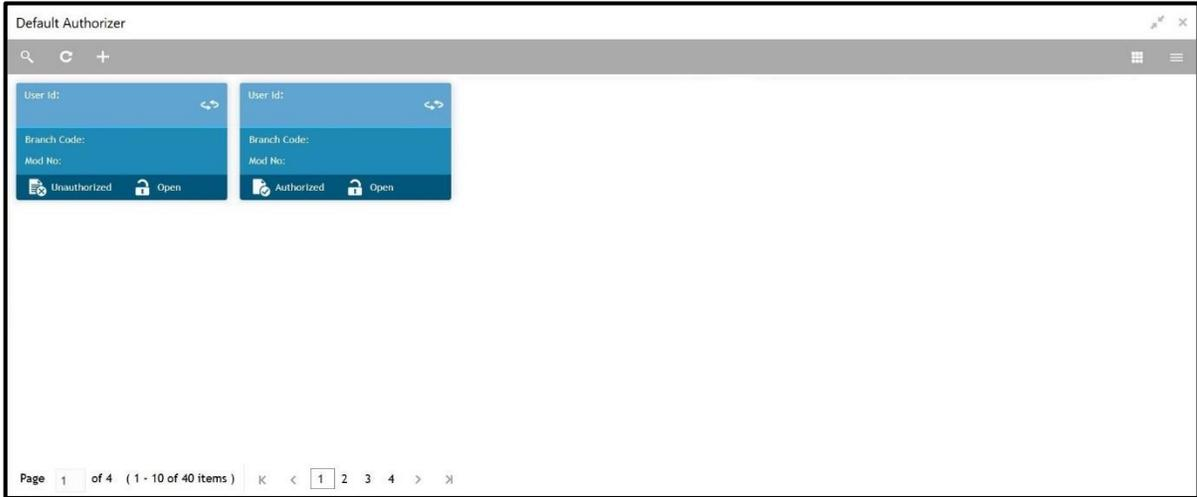 Default Authorizer
User Id:
Branch Code:
Mod No:
Unauthorized Open
User Id:
Branch Code:
Mod No:
Authorized Open
Page 1 of 4 ( 1 - 10 of 40 items ) 1 2 3 4